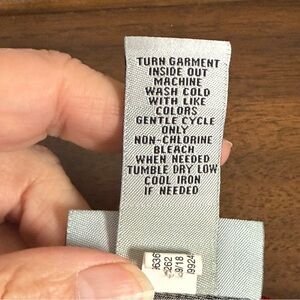 TURN GARMENT
INSIDE OUT
MACHINE
WASH COLD
WITH LIKE
COLORS
GENTLE CYCLE
ONLY
NON-CHLORINE
BLEACH
WHEN NEEDED
TUMBLE DRY LOW
COOL IRON
IF NEEDED